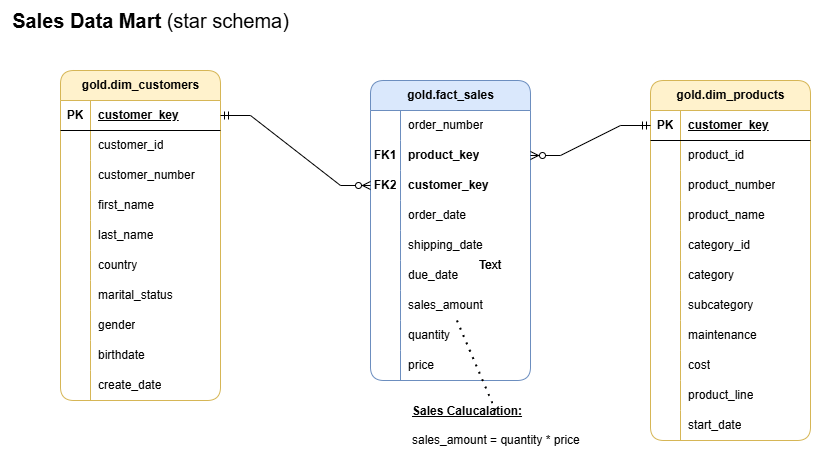 Sales Data Mart (star schema)
gold.dim_customers
PK customer_key
customer_id
customer_number
first_name
last_name
country
marital_status
gender
birthdate
create_date
gold.fact_sales
order_number
FK1 product_key
FK2 customer_key
order_date
shipping_date
Text
due_date
sales_amount
quantity
price
Sales Calucalation:
sales_amount = quantity * price
gold.dim_products
PK customer_key
product_id
product_number
product_name
category_id
category
subcategory
maintenance
cost
product_line
start_date